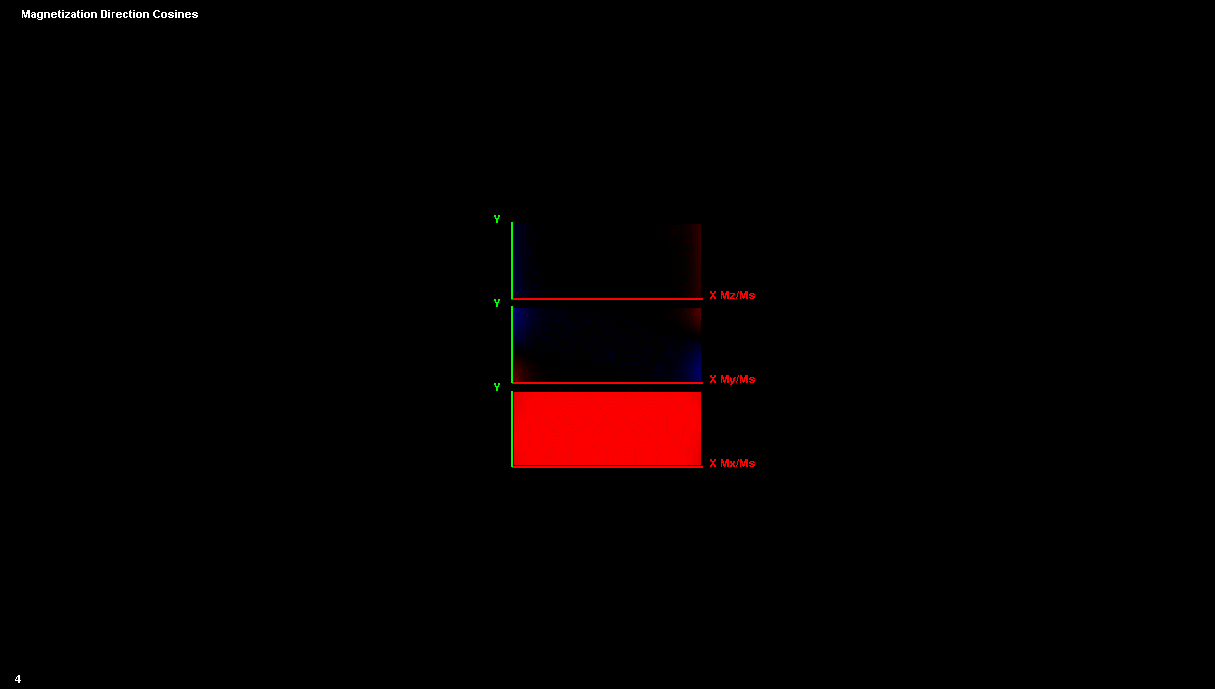 Magnetization Direction Cosines
Y
X Mz/Ms
Y
X My/Ms
Y
X Mx/Ms
4